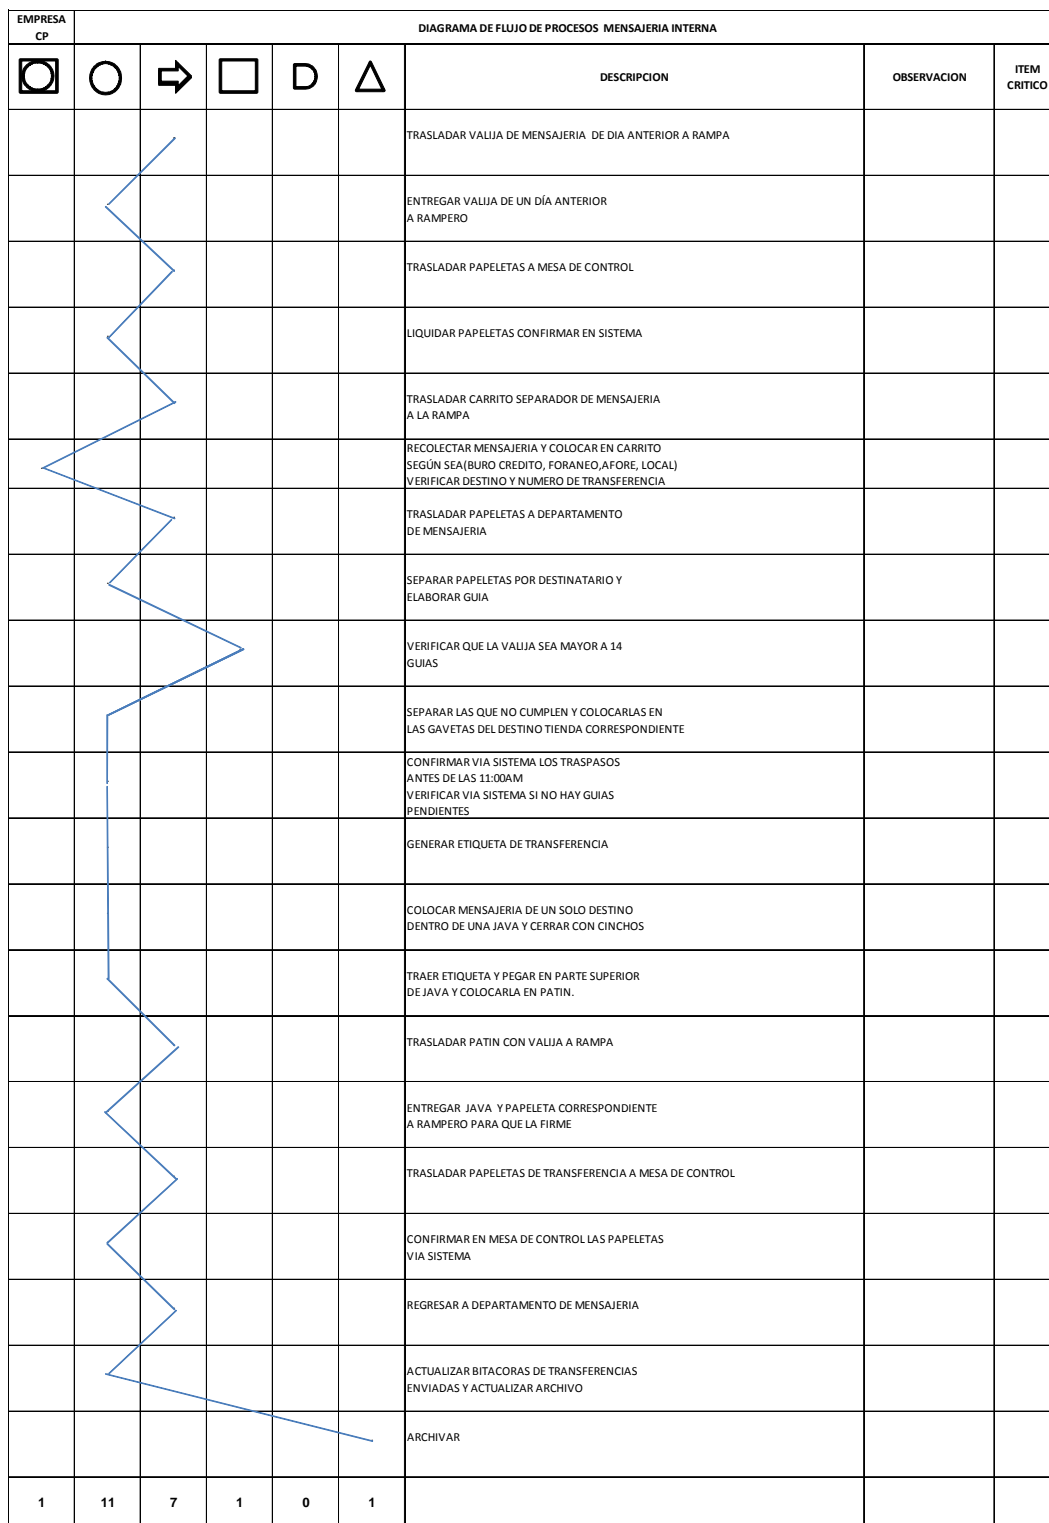 EMPRESA
CP
DIAGRAMA DE FLUJO DE PROCESOS  MENSAJERIA INTERNA
D
DESCRIPCION
OBSERVACION
ITEM
CRITICO
TRASLADAR VALIJA DE MENSAJERIA  DE DIA ANTERIOR A RAMPA
ENTREGAR VALIJA DE UN DÍA ANTERIOR
A RAMPERO
TRASLADAR PAPELETAS A MESA DE CONTROL
LIQUIDAR PAPELETAS CONFIRMAR EN SISTEMA
TRASLADAR CARRITO SEPARADOR DE MENSAJERIA
A LA RAMPA
RECOLECTAR MENSAJERIA Y COLOCAR EN CARRITO
SEGÚN SEA(BURO CREDITO, FORANEO,AFORE, LOCAL)
VERIFICAR DESTINO Y NUMERO DE TRANSFERENCIA
TRASLADAR PAPELETAS A DEPARTAMENTO
DE MENSAJERIA
SEPARAR PAPELETAS POR DESTINATARIO Y
ELABORAR GUIA
VERIFICAR QUE LA VALIJA SEA MAYOR A 14
GUIAS
SEPARAR LAS QUE NO CUMPLEN Y COLOCARLAS EN
LAS GAVETAS DEL DESTINO TIENDA CORRESPONDIENTE
CONFIRMAR VIA SISTEMA LOS TRASPASOS
ANTES DE LAS 11:00AM
VERIFICAR VIA SISTEMA SI NO HAY GUIAS
PENDIENTES
GENERAR ETIQUETA DE TRANSFERENCIA
COLOCAR MENSAJERIA DE UN SOLO DESTINO
DENTRO DE UNA JAVA Y CERRAR CON CINCHOS
TRAER ETIQUETA Y PEGAR EN PARTE SUPERIOR
DE JAVA Y COLOCARLA EN PATIN.
TRASLADAR PATIN CON VALIJA A RAMPA
ENTREGAR  JAVA  Y PAPELETA CORRESPONDIENTE
A RAMPERO PARA QUE LA FIRME
TRASLADAR PAPELETAS DE TRANSFERENCIA A MESA DE CONTROL
CONFIRMAR EN MESA DE CONTROL LAS PAPELETAS
VIA SISTEMA
REGRESAR A DEPARTAMENTO DE MENSAJERIA
ACTUALIZAR BITACORAS DE TRANSFERENCIAS
ENVIADAS Y ACTUALIZAR ARCHIVO
ARCHIVAR
1 11 7 1 0 1